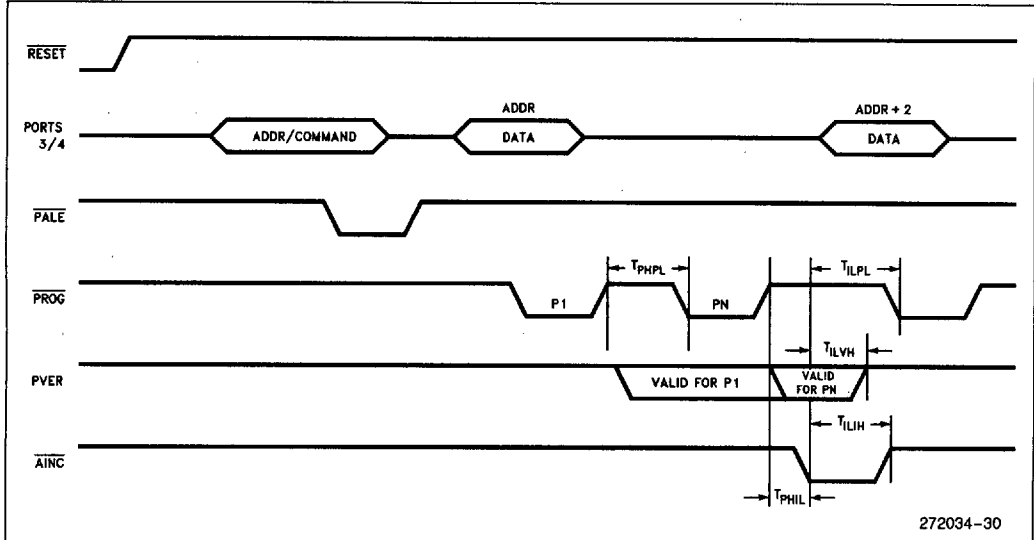 RESET
PORTS 3/4
ADDR/COMMAND
ADDR
DATA
ADDR + 2
DATA
PALE
PROG
P1
TPHPL
PN
TILPL
PVER
VALID FOR P1
VALID FOR PN
TILVH
AINC
TILIH
TPHIL
272034-30